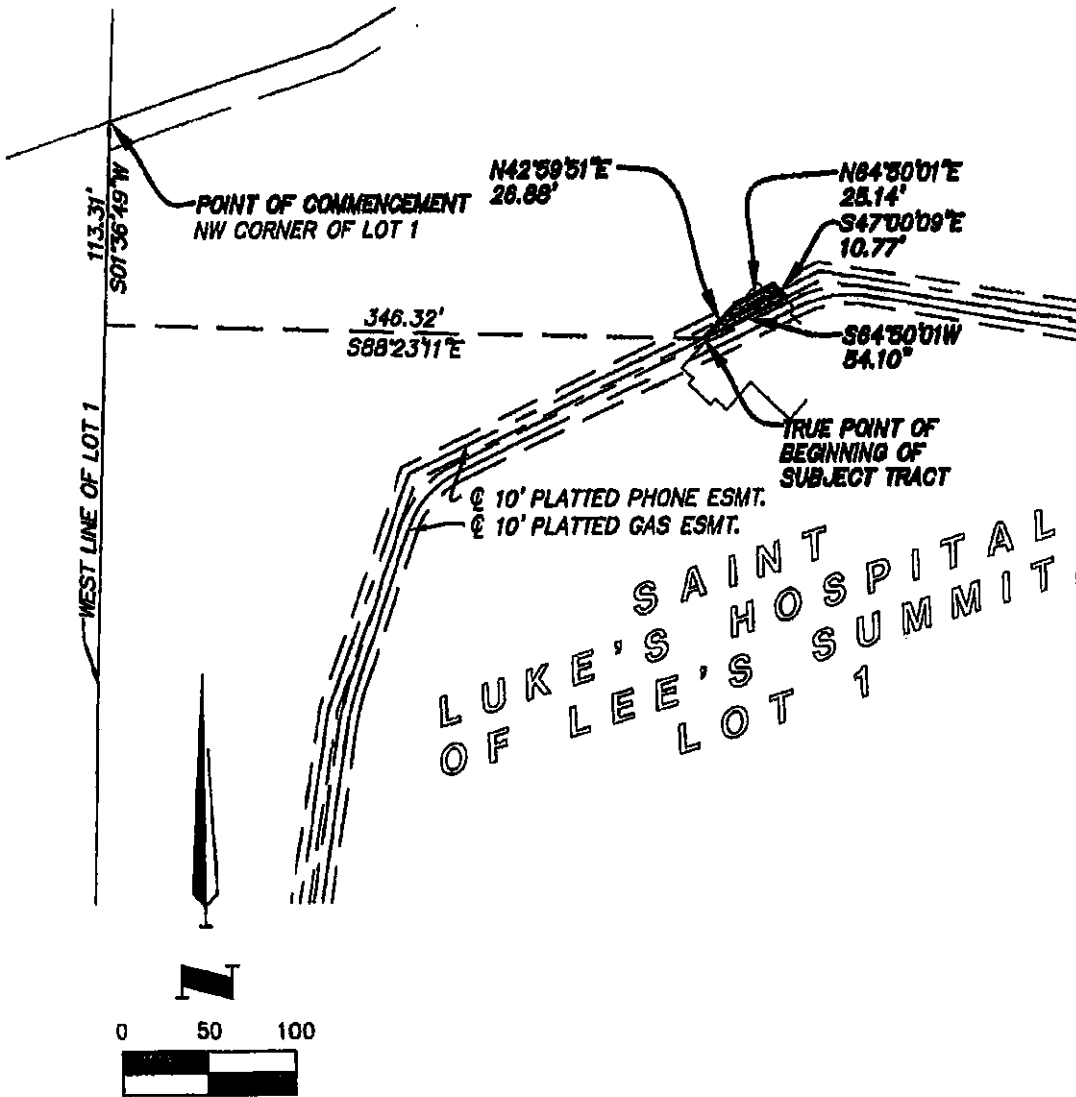 113.31'
S01°36'49"W
POINT OF COMMENCEMENT
NW CORNER OF LOT 1
N42°59'51"E
26.88'
N64°50'01"E
25.14'
S47°00'09"E
10.77'
346.32'
S88°23'11"E
S64°50'01W
54.10"
TRUE POINT OF
BEGINNING OF
SUBJECT TRACT
WEST LINE OF LOT 1
℄ 10' PLATTED PHONE ESMT.
℄ 10' PLATTED GAS ESMT.
SAINT
LUKE'S HOSPITAL
OF LEE'S SUMMIT,
LOT 1
N
0 50 100